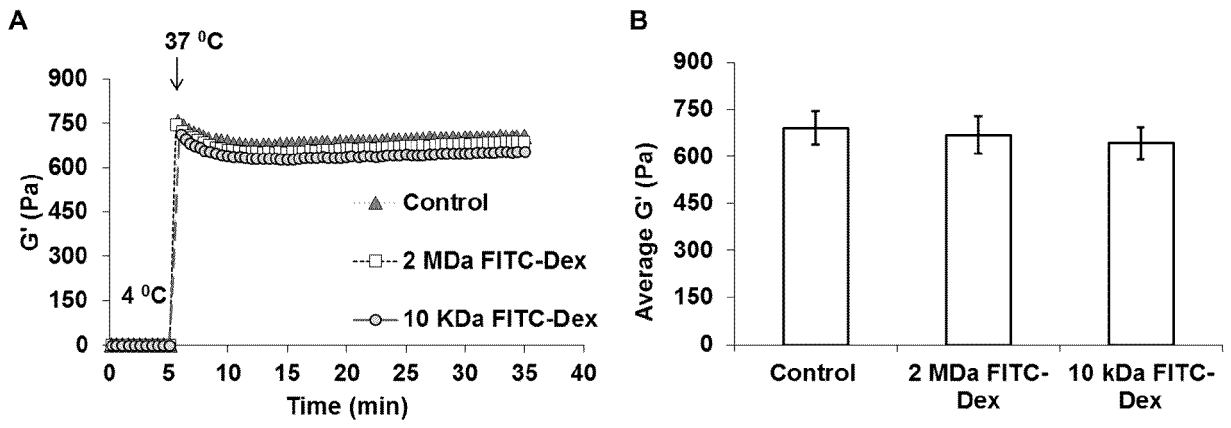 A
37 ⁰C
900
750
600
450
300
150
0
G' (Pa)
4 ⁰C
Control
2 MDa FITC-Dex
10 KDa FITC-Dex
0 5 10 15 20 25 30 35 40
Time (min)
B
900
750
600
450
300
150
0
Average G' (Pa)
Control
2 MDa FITC-
Dex
10 kDa FITC-
Dex